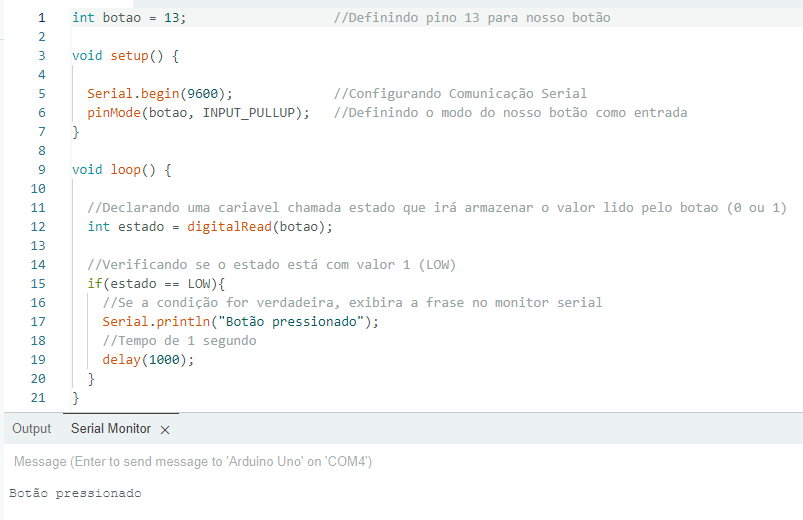 1 int botao = 13; //Definindo pino 13 para nosso botão
2
3 void setup() {
4
5 Serial.begin(9600); //Configurando Comunicação Serial
6 pinMode(botao, INPUT_PULLUP); //Definindo o modo do nosso botão como entrada
7 }
8
9 void loop() {
10
11 //Declarando uma cariavel chamada estado que irá armazenar o valor lido pelo botao (0 ou 1)
12 int estado = digitalRead(botao);
13
14 //Verificando se o estado está com valor 1 (LOW)
15 if(estado == LOW){
16 //Se a condição for verdadeira, exibira a frase no monitor serial
17 Serial.println("Botão pressionado");
18 //Tempo de 1 segundo
19 delay(1000);
20 }
21 }
Output Serial Monitor ×
Message (Enter to send message to 'Arduino Uno' on 'COM4')
Botão pressionado